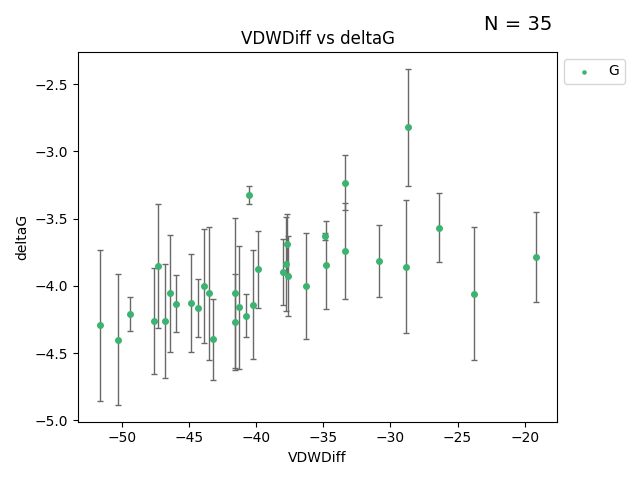 N = 35
VDWDiff vs deltaG
G
−2.5
−3.0
−3.5
−4.0
−4.5
−5.0
deltaG
−50 −45 −40 −35 −30 −25 −20
VDWDiff